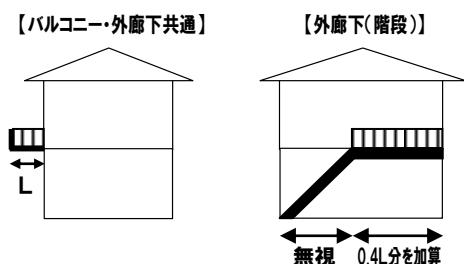 【バルコニー・外廊下共通】
【外廊下(階段)】
L
無視
0.4L分を加算